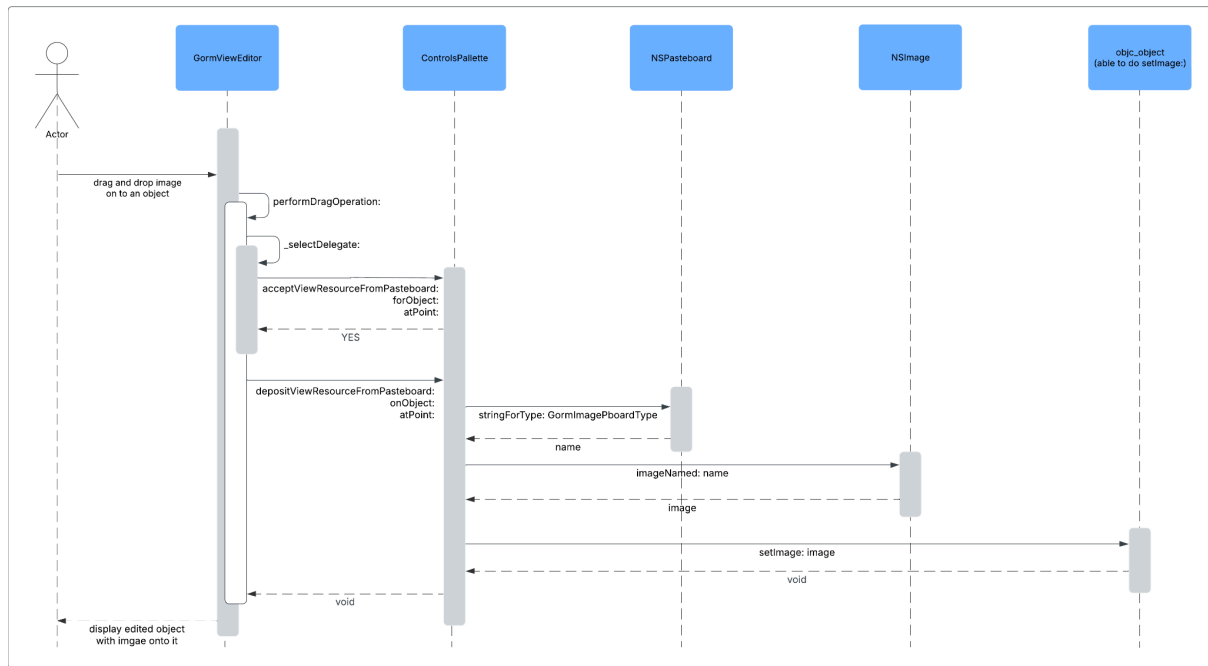 GormViewEditor
ControlsPallette
NSPasteboard
NSImage
objc_object
(able to do setImage:)
Actor
drag and drop image
on to an object
performDragOperation:
_selectDelegate:
acceptViewResourceFromPasteboard:
forObject:
atPoint:
YES
depositViewResourceFromPasteboard:
onObject:
atPoint:
stringForType: GormImagePboardType
name
imageNamed: name
image
setImage: image
void
void
display edited object
with imgae onto it